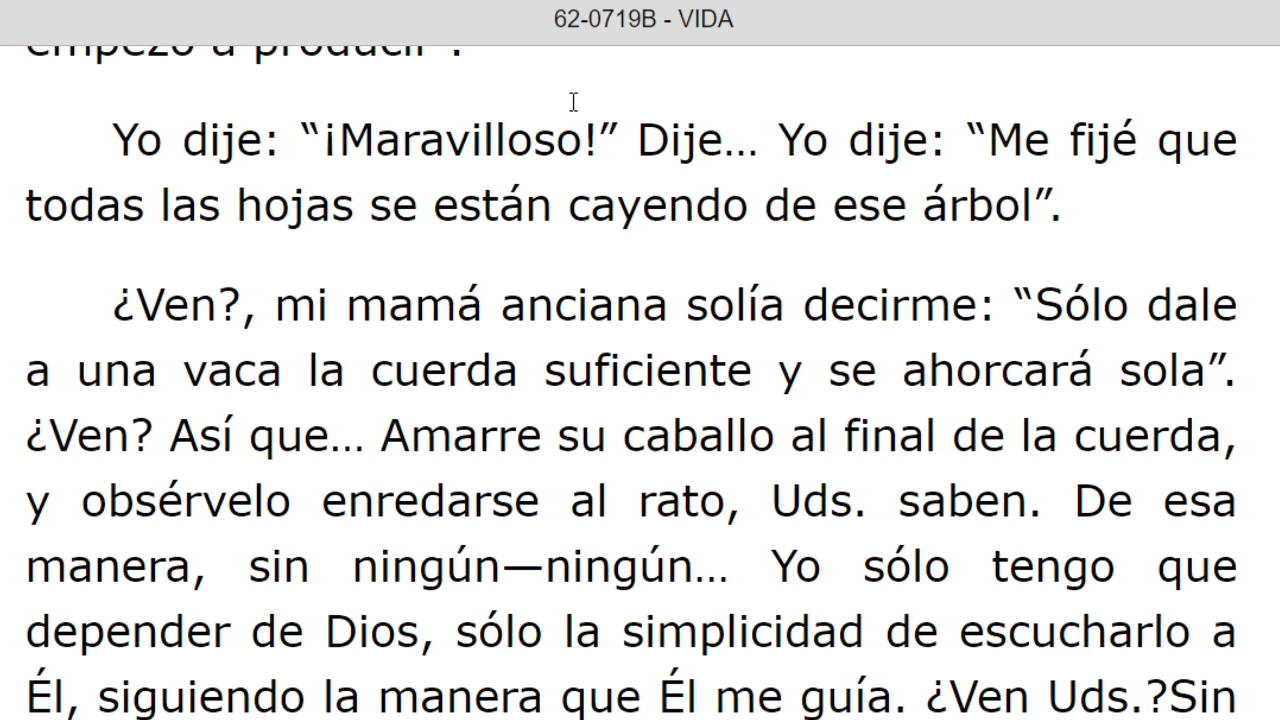 62-0719B - VIDA
empezó a producir”.
Yo dije: “¡Maravilloso!” Dije… Yo dije: “Me fijé que
todas las hojas se están cayendo de ese árbol”.
¿Ven?, mi mamá anciana solía decirme: “Sólo dale
a una vaca la cuerda suficiente y se ahorcará sola”.
¿Ven? Así que… Amarre su caballo al final de la cuerda,
y obsérvelo enredarse al rato, Uds. saben. De esa
manera, sin ningún—ningún… Yo sólo tengo que
depender de Dios, sólo la simplicidad de escucharlo a
Él, siguiendo la manera que Él me guía. ¿Ven Uds.?Sin